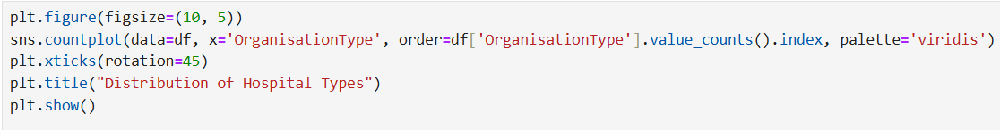 plt.figure(figsize=(10, 5))
sns.countplot(data=df, x='OrganisationType', order=df['OrganisationType'].value_counts().index, palette='viridis')
plt.xticks(rotation=45)
plt.title("Distribution of Hospital Types")
plt.show()